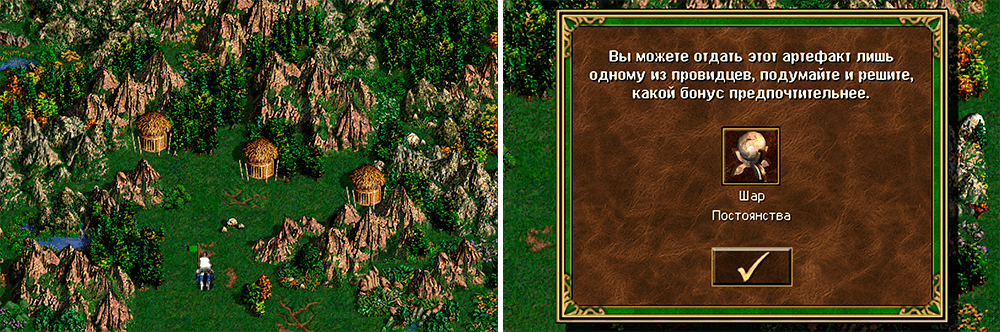 Вы можете отдать этот артефакт лишь
одному из провидцев, подумайте и решите,
какой бонус предпочтительнее.
Шар
Постоянства